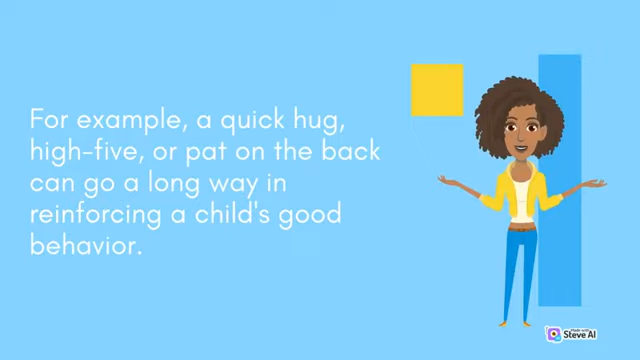 For example, a quick hug,
high-five, or pat on the back
can go a long way in
reinforcing a child's good
behavior.
Made with
Steve AI